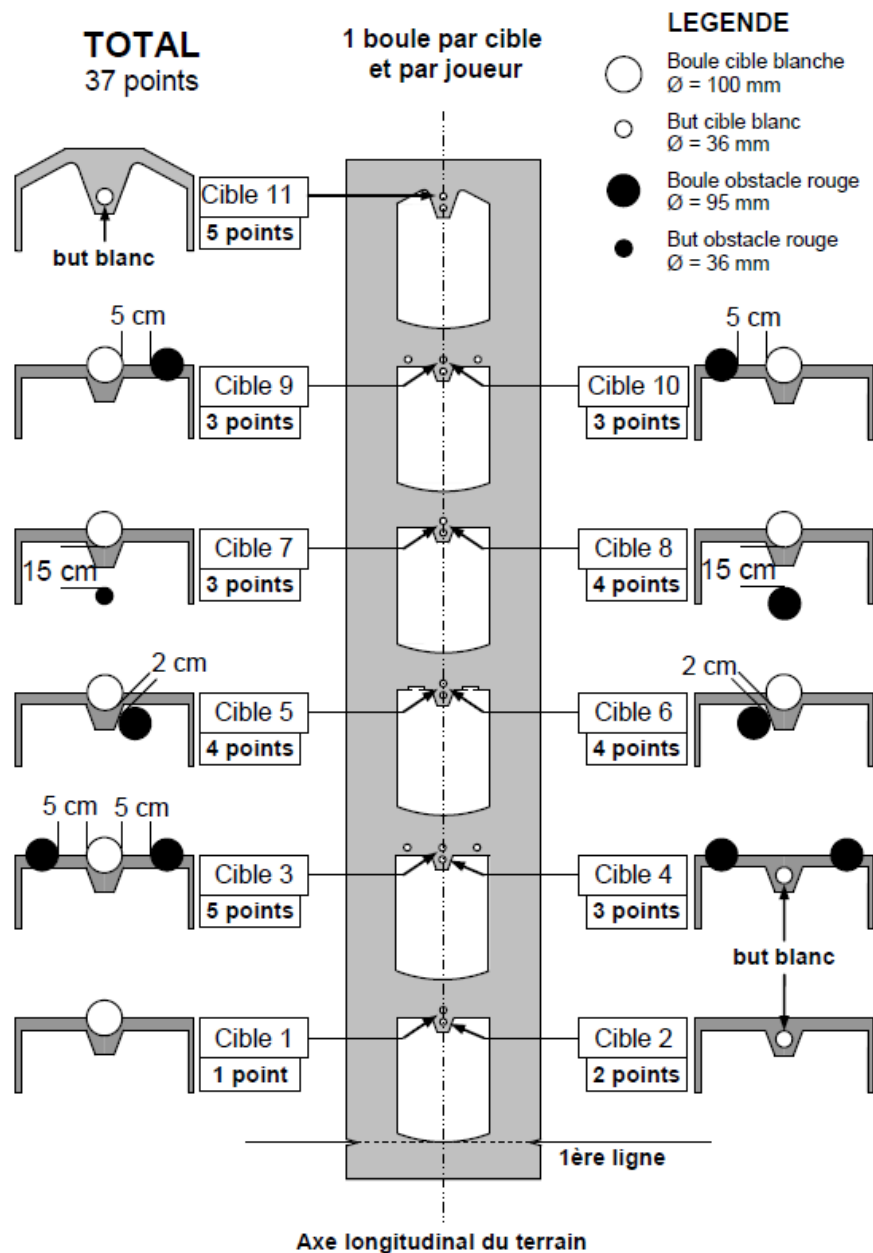 TOTAL
37 points
1 boule par cible
et par joueur
LEGENDE
Boule cible blanche
Ø = 100 mm
But cible blanc
Ø = 36 mm
Boule obstacle rouge
Ø = 95 mm
But obstacle rouge
Ø = 36 mm
Cible 11
5 points
but blanc
5 cm
Cible 9
3 points
5 cm
Cible 10
3 points
15 cm
Cible 7
3 points
Cible 8
4 points
15 cm
2 cm
Cible 5
4 points
2 cm
Cible 6
4 points
5 cm 5 cm
Cible 3
5 points
Cible 4
3 points
but blanc
Cible 1
1 point
Cible 2
2 points
1ère ligne
Axe longitudinal du terrain